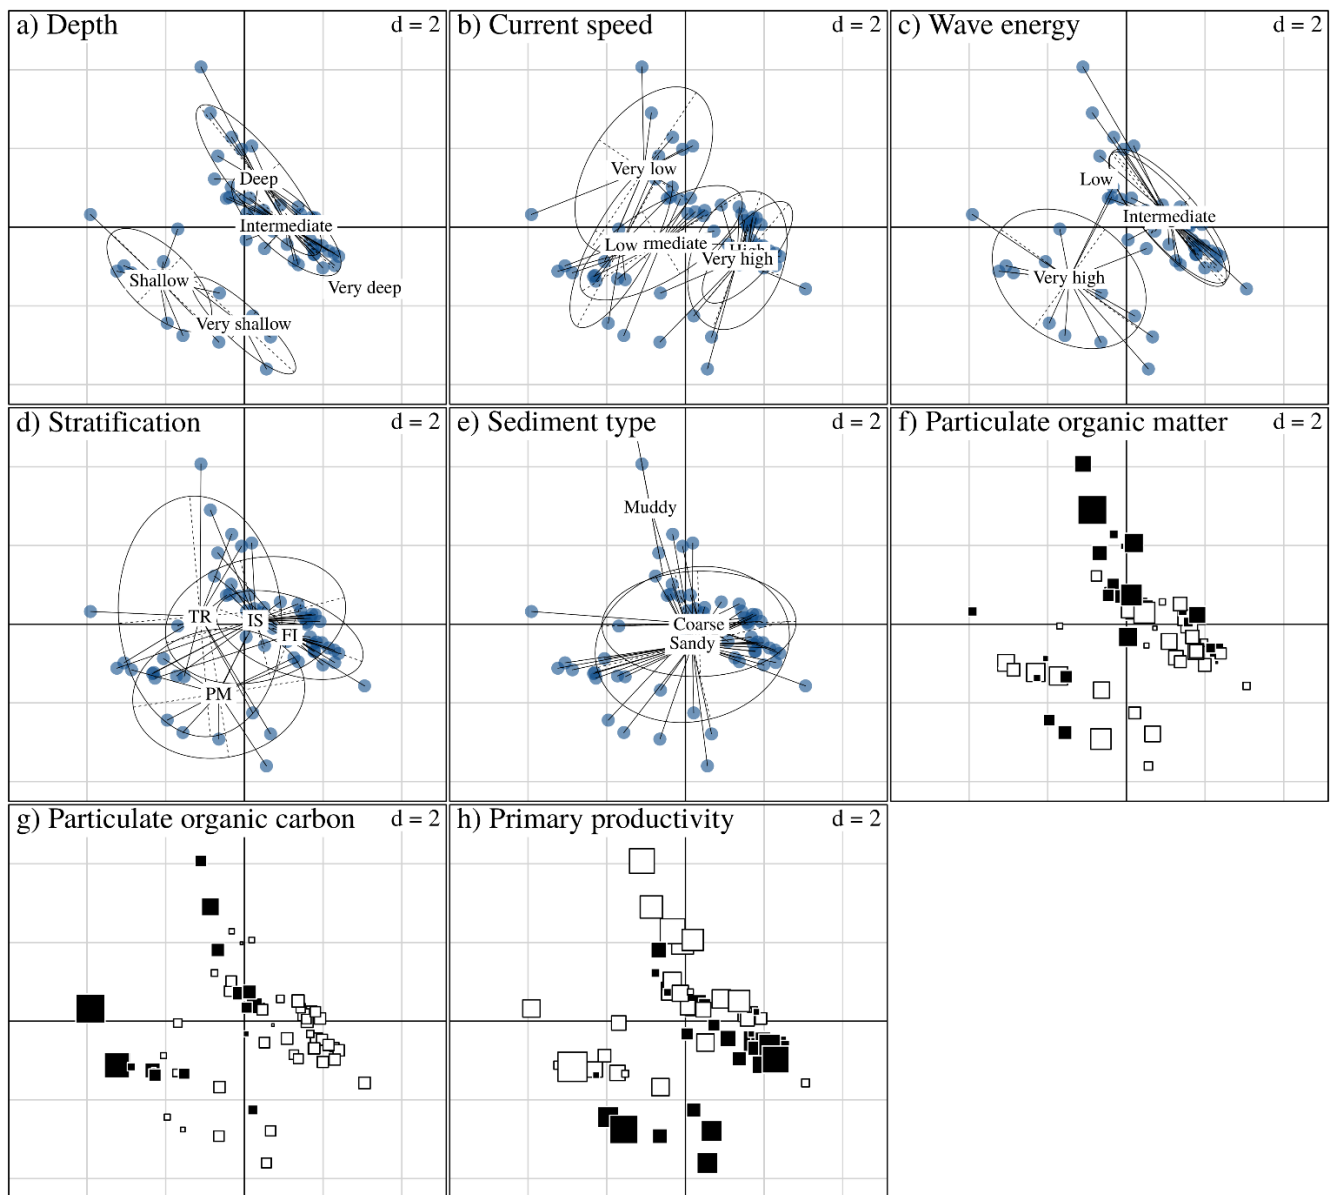 a) Depth d = 2
Deep
Intermediate
Shallow
Very deep
Very shallow
b) Current speed d = 2
Very low
Low rmediate
Very high
c) Wave energy d = 2
Low
Intermediate
Very high
d) Stratification d = 2
TR IS
FI
PM
e) Sediment type d = 2
Muddy
Coarse
Sandy
f) Particulate organic matter d = 2
g) Particulate organic carbon d = 2
h) Primary productivity d = 2